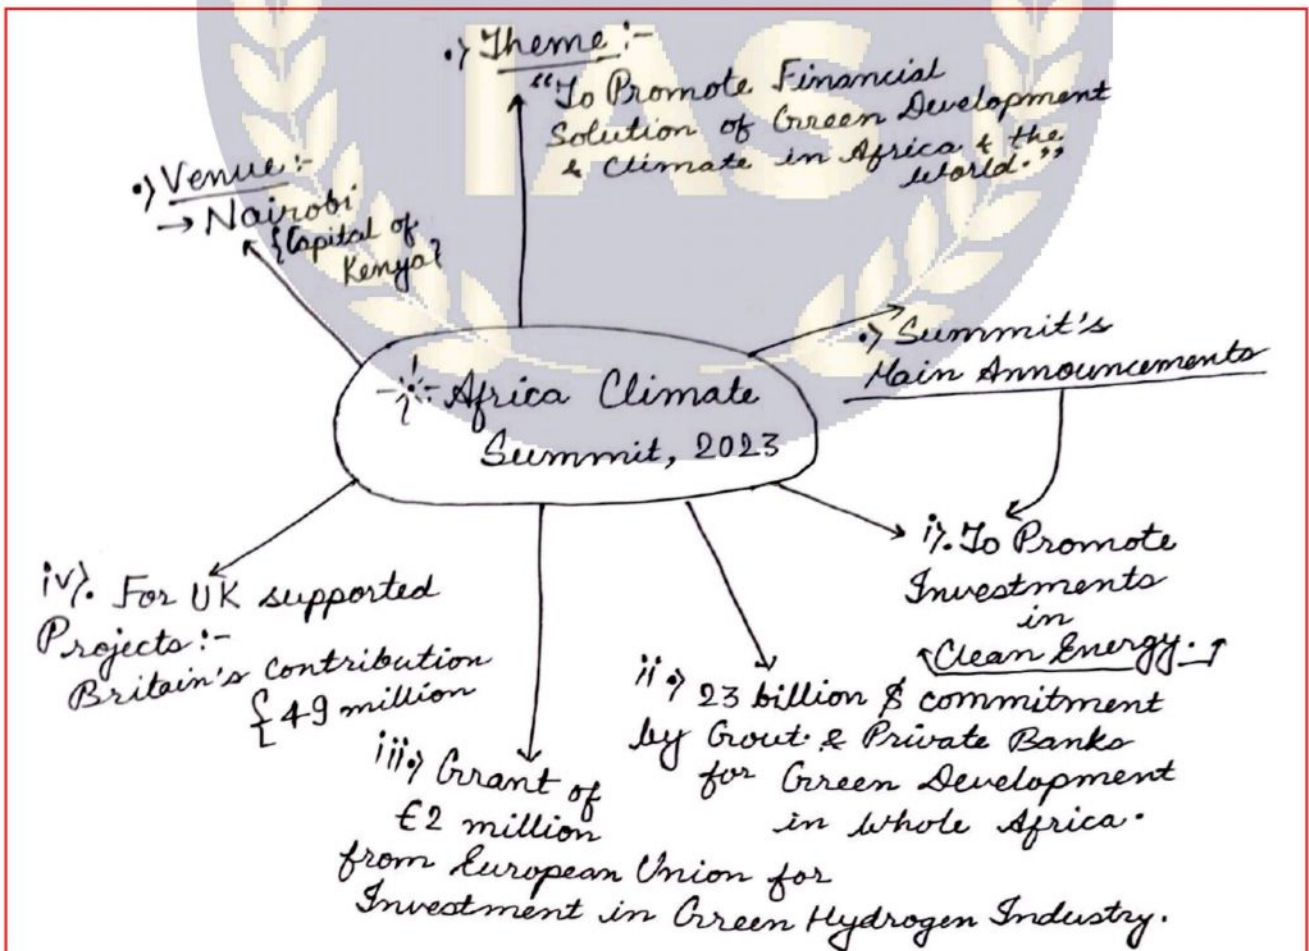 IAS
•) Theme :-
"To Promote Financial
Solution of Green Development
& Climate in Africa & the
World."
•) Venue :-
→ Nairobi
{Capital of
Kenya}
•) Summit's
Main Announcements
Africa Climate
Summit, 2023
i). To Promote
Investments
in
Clean Energy.
ii•) 23 billion $ commitment
by Govt. & Private Banks
for Green Development
in whole Africa.
iii•) Grant of
€2 million
from European Union for
Investment in Green Hydrogen Industry.
iv). For UK supported
Projects :-
Britain's contribution
£49 million